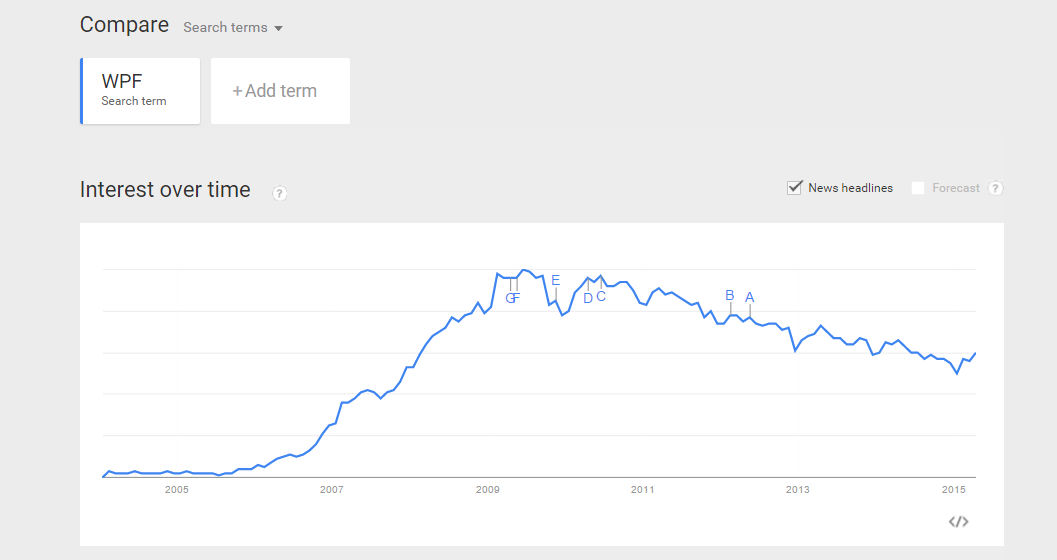 Compare Search terms
WPF
Search term
+ Add term
Interest over time ?
News headlines Forecast ?
E
G F D C B A
2005 2007 2009 2011 2013 2015
</>